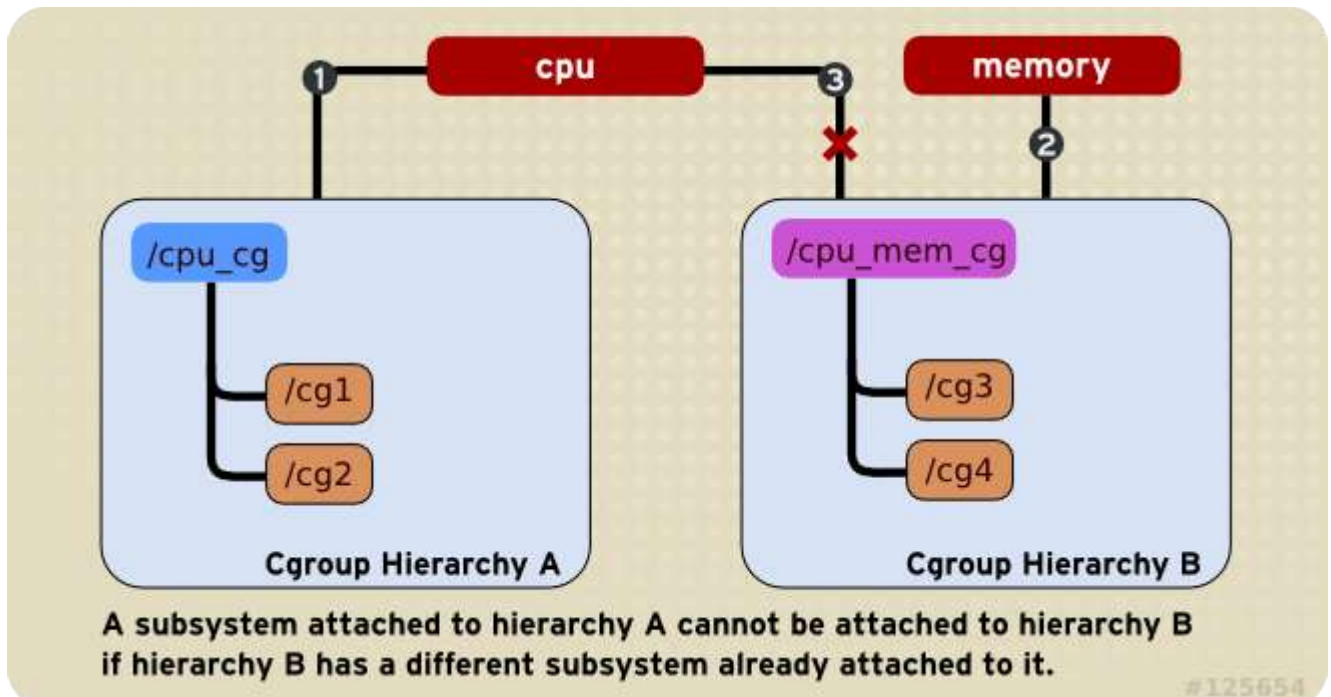 cpu
memory
1
3
2
/cpu_cg
/cg1
/cg2
Cgroup Hierarchy A
/cpu_mem_cg
/cg3
/cg4
Cgroup Hierarchy B
A subsystem attached to hierarchy A cannot be attached to hierarchy B
if hierarchy B has a different subsystem already attached to it.
#125654